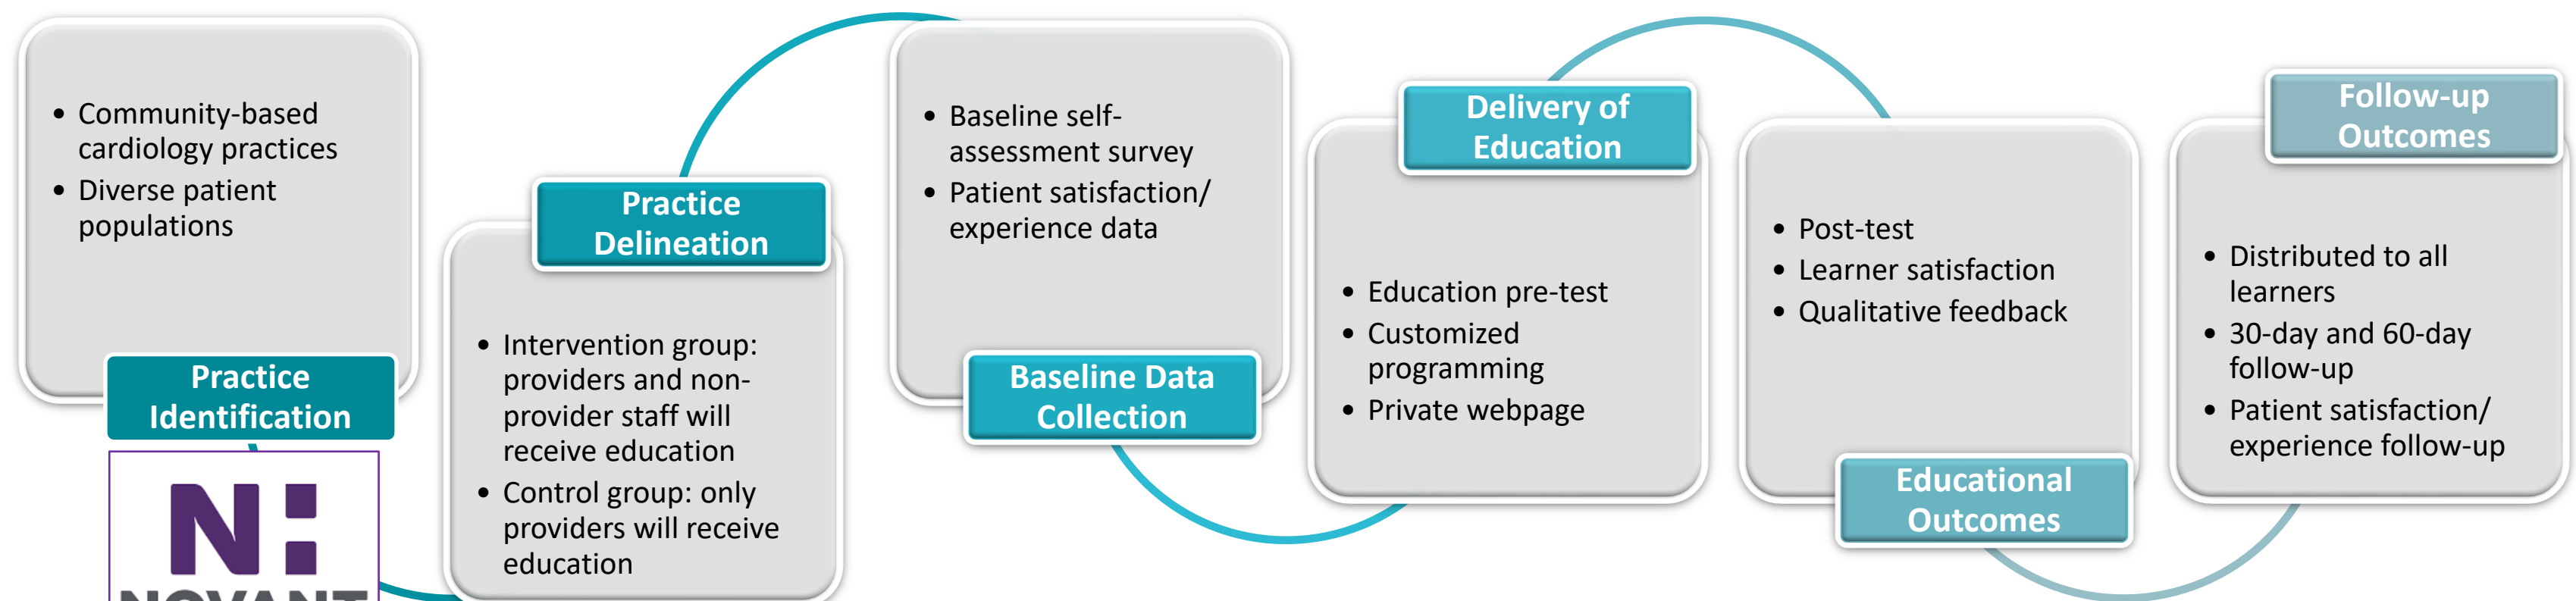 • Community-based
cardiology practices
• Diverse patient
populations
Practice
Identification
N:
NOVANT
Practice
Delineation
• Intervention group:
providers and non-
provider staff will
receive education
• Control group: only
providers will receive
education
• Baseline self-
assessment survey
• Patient satisfaction/
experience data
Baseline Data
Collection
Delivery of
Education
• Education pre-test
• Customized
programming
• Private webpage
• Post-test
• Learner satisfaction
• Qualitative feedback
Educational
Outcomes
Follow-up
Outcomes
• Distributed to all
learners
• 30-day and 60-day
follow-up
• Patient satisfaction/
experience follow-up